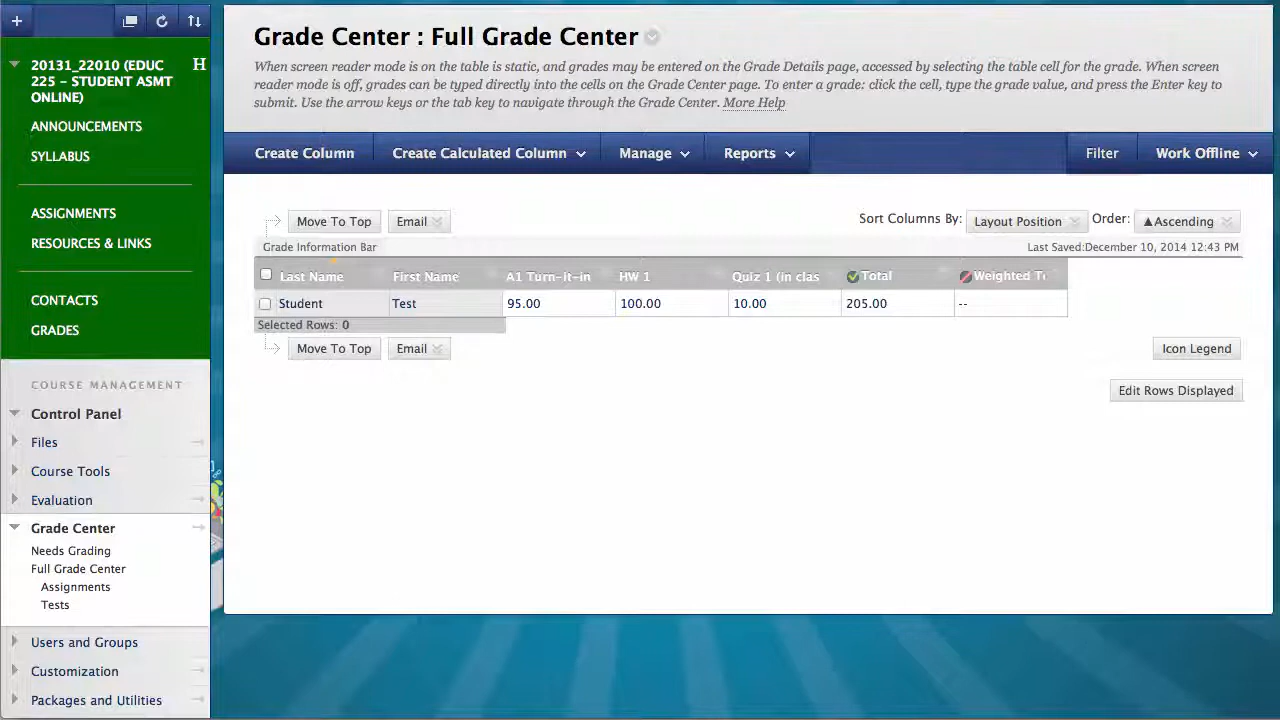 20131_22010 (EDUC
225 – STUDENT ASMT
ONLINE)
H
ANNOUNCEMENTS
SYLLABUS
ASSIGNMENTS
RESOURCES & LINKS
CONTACTS
GRADES
COURSE MANAGEMENT
Control Panel
Files
Course Tools
Evaluation
Grade Center
Needs Grading
Full Grade Center
Assignments
Tests
Users and Groups
Customization
Packages and Utilities
Grade Center : Full Grade Center
When screen reader mode is on the table is static, and grades may be entered on the Grade Details page, accessed by selecting the table cell for the grade. When screen
reader mode is off, grades can be typed directly into the cells on the Grade Center page. To enter a grade: click the cell, type the grade value, and press the Enter key to
submit. Use the arrow keys or the tab key to navigate through the Grade Center. More Help
Create Column Create Calculated Column Manage Reports Filter Work Offline
Move To Top Email Sort Columns By: Layout Position Order: ▲Ascending
Grade Information Bar Last Saved:December 10, 2014 12:43 PM
Last Name First Name A1 Turn-it-in HW 1 Quiz 1 (in clas Total Weighted
Student Test 95.00 100.00 10.00 205.00 --
Selected Rows: 0
Move To Top Email Icon Legend
Edit Rows Displayed